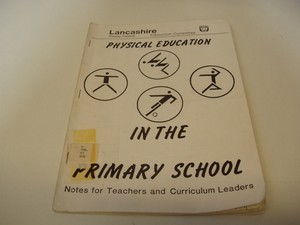 Lancashire
PHYSICAL EDUCATION
IN THE
PRIMARY SCHOOL
Notes for Teachers and Curriculum Leaders